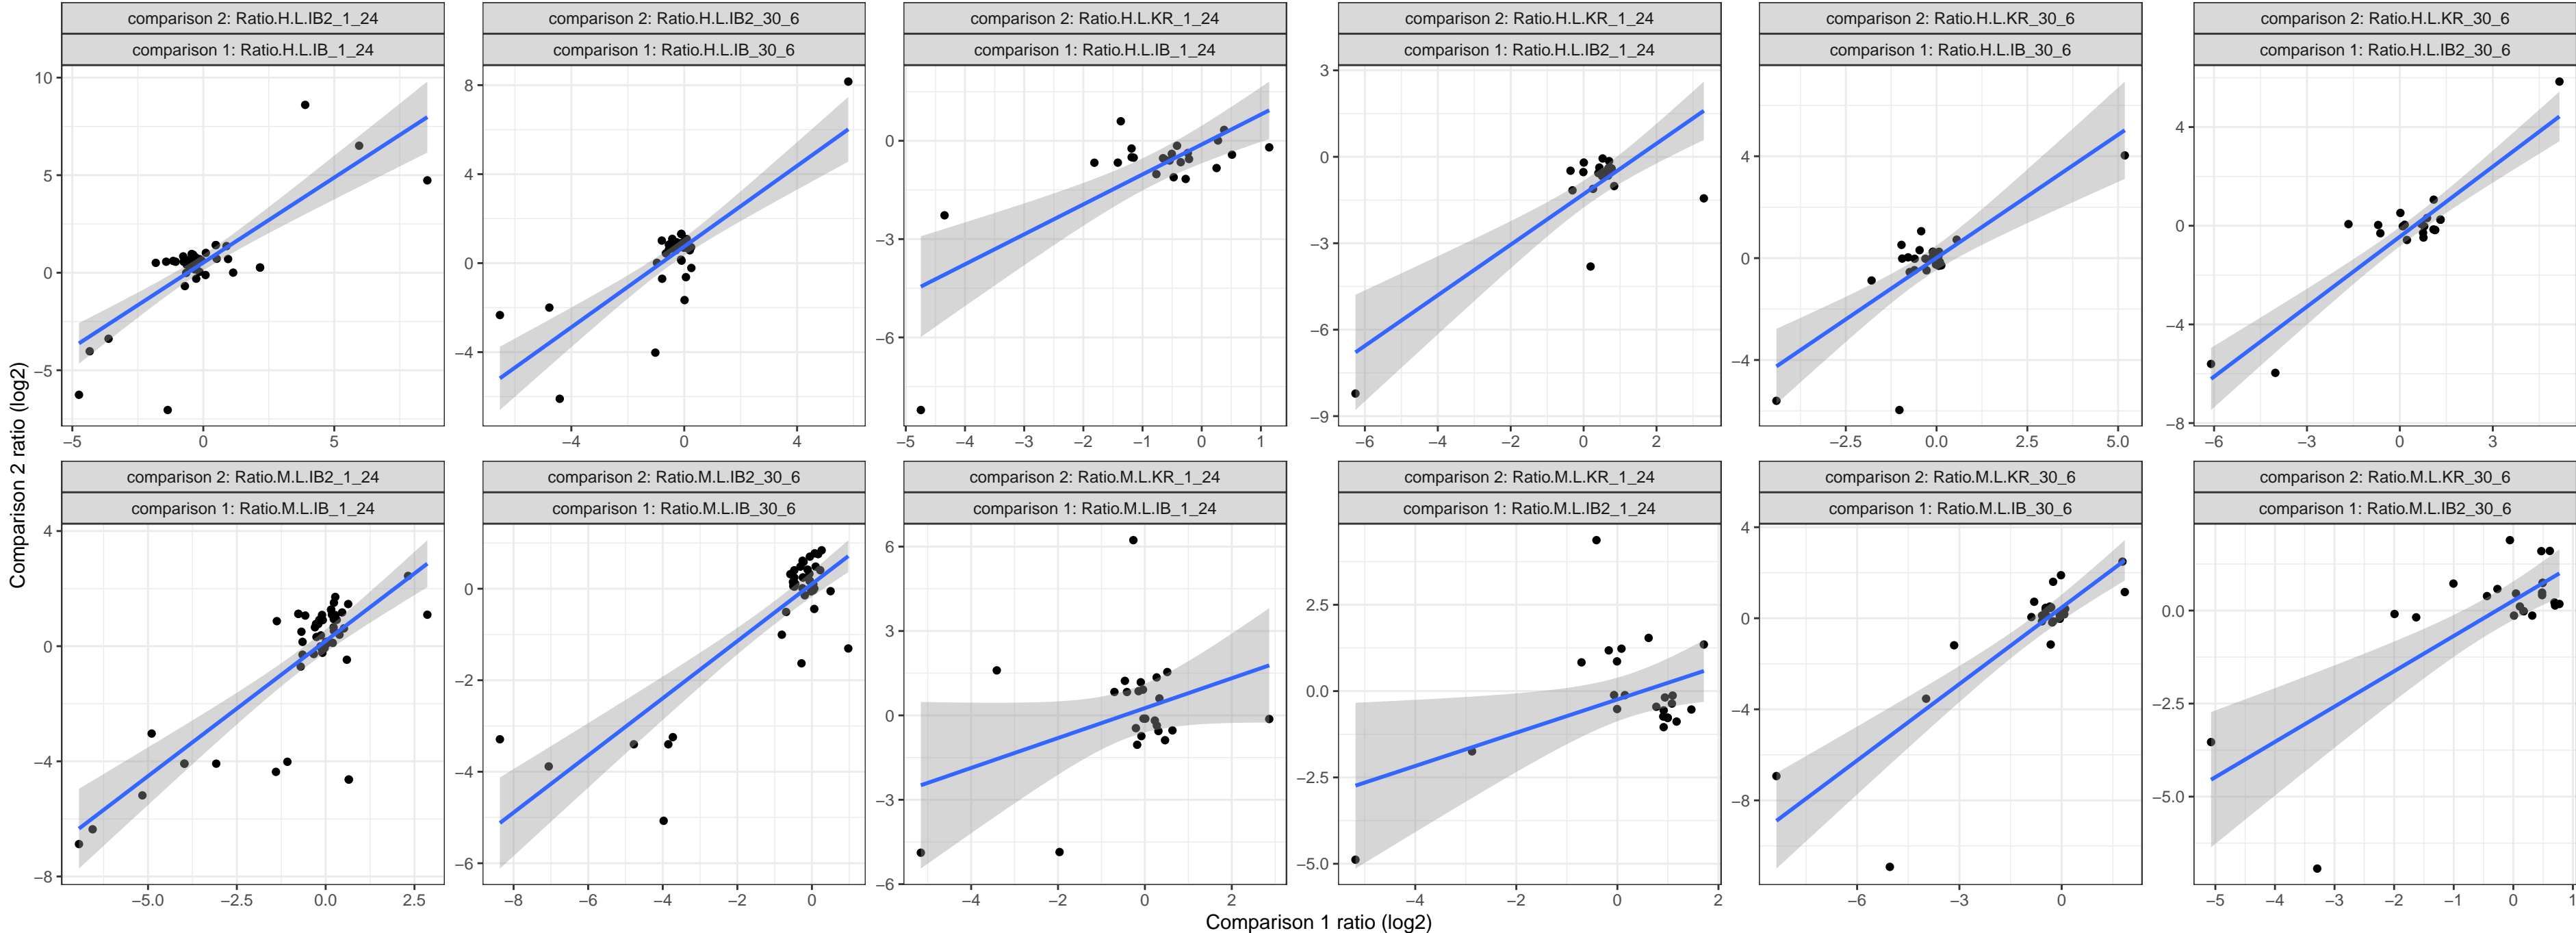 comparison 2: Ratio.H.L.IB2_1_24
comparison 1: Ratio.H.L.IB_1_24
comparison 2: Ratio.H.L.IB2_30_6
comparison 1: Ratio.H.L.IB_30_6
comparison 2: Ratio.H.L.KR_1_24
comparison 1: Ratio.H.L.IB_1_24
comparison 2: Ratio.H.L.KR_1_24
comparison 1: Ratio.H.L.IB2_1_24
comparison 2: Ratio.H.L.KR_30_6
comparison 1: Ratio.H.L.IB_30_6
comparison 2: Ratio.H.L.KR_30_6
comparison 1: Ratio.H.L.IB2_30_6
10
5
0
−5
−5 0 5
8
4
0
−4
−4 0 4
0
−3
−6
−5 −4 −3 −2 −1 0 1
3
0
−3
−6
−9
−6 −4 −2 0 2
4
0
−4
−2.5 0.0 2.5 5.0
4
0
−4
−8
−6 −3 0 3
comparison 2: Ratio.M.L.IB2_1_24
comparison 1: Ratio.M.L.IB_1_24
comparison 2: Ratio.M.L.IB2_30_6
comparison 1: Ratio.M.L.IB_30_6
comparison 2: Ratio.M.L.KR_1_24
comparison 1: Ratio.M.L.IB_1_24
comparison 2: Ratio.M.L.KR_1_24
comparison 1: Ratio.M.L.IB2_1_24
comparison 2: Ratio.M.L.KR_30_6
comparison 1: Ratio.M.L.IB_30_6
comparison 2: Ratio.M.L.KR_30_6
comparison 1: Ratio.M.L.IB2_30_6
4
0
−4
−8
−5.0 −2.5 0.0 2.5
0
−2
−4
−6
−8 −6 −4 −2 0
6
3
0
−3
−6
−4 −2 0 2
2.5
0.0
−2.5
−5.0
−4 −2 0 2
4
0
−4
−8
−6 −3 0
0.0
−2.5
−5.0
−5 −4 −3 −2 −1 0 1
Comparison 2 ratio (log2)
Comparison 1 ratio (log2)